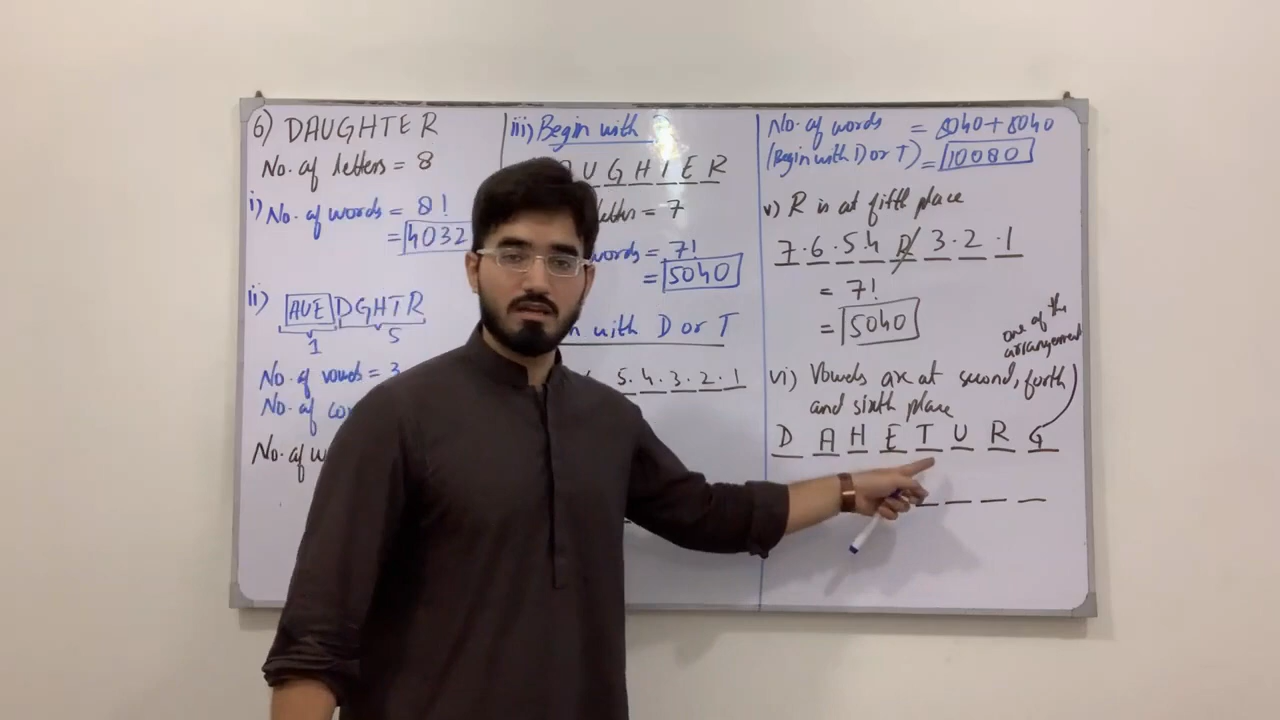 6) DAUGHTER
No. of letters = 8
i) No. of words = 8!
= 4032
ii) AUE DGHTR
1 5
No. of vowels = 3
No. of
No. of
iii) Begin with
UGHTER
= 7
words = 7!
= 5040
with D or T
5.4.3.2.1
No. of words = 5040+5040
(Begin with D or T) = 10080
v) R is at fifth place
7.6.5.4 R 3.2.1
= 7!
= 5040
one of the
arrangement
vi) Vowels are at second, forth
and sixth place
D A H E T U R G